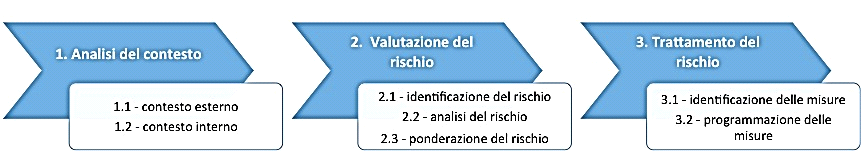 1. Analisi del contesto
1.1 - contesto esterno
1.2 - contesto interno
2. Valutazione del
rischio
2.1 - identificazione del rischio
2.2 - analisi del rischio
2.3 - ponderazione del rischio
3. Trattamento del
rischio
3.1 - identificazione delle misure
3.2 - programmazione delle
misure